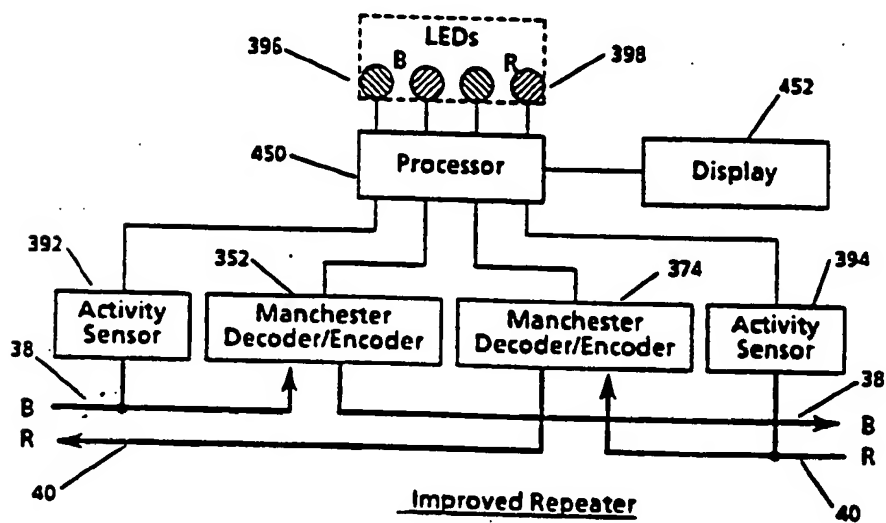 LEDs
396
B
R
398
452
450
Processor
Display
392
352
374
394
Activity
Sensor
Manchester
Decoder/Encoder
Manchester
Decoder/Encoder
Activity
Sensor
38
38
B
B
R
R
40
40
Improved Repeater